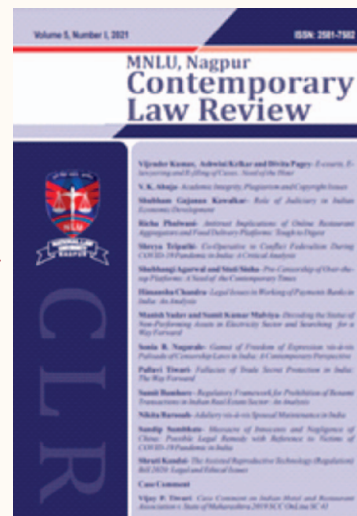 Volume 5, Number I, 2021
ISSN: 2581-7582
MNLU, Nagpur
Contemporary
Law Review
Vijender Kumar, Ashwini Kelkar and Divita Pagey- E-courts, E-
lawyering and E-filing of Cases: Need of the Hour
V. K. Ahuja- Academic Integrity, Plagiarism and Copyright Issues
Shubham Gajanan Kawalkar- Role of Judiciary in Indian
Economic Development
Richa Phulwani- Antitrust Implications of Online Restaurant
Aggregators and Food Delivery Platforms: Tough to Digest
Shreya Tripathi- Co-Operative to Conflict Federalism During
COVID-19 Pandemic in India: A Critical Analysis
Shubhangi Agarwal and Stuti Sinha- Pre-Censorship of Over-the-
top Platforms: A Need of the Contemporary Times
Himanshu Chandra- Legal Issues in Working of Payments Banks in
India: An Analysis
Manish Yadav and Sumit Kumar Malviya- Decoding the Status of
Non-Performing Assets in Electricity Sector and Searching for a
Way Forward
Sonia R. Nagarale- Gamut of Freedom of Expression vis-à-vis
Palisade of Censorship Laws in India: A Contemporary Perspective
Pallavi Tiwari- Fallacies of Trade Secret Protection in India:
The Way Forward
Regulatory Framework for Prohibition of Benami
Transactions in Indian Real Estate Sector- An Analysis
Nikita Barooah- Adultery vis-à-vis Spousal Maintenance in India
Sandip Sumbhate- Massacre of Innocents and Negligence of
China: Possible Legal Remedy with Reference to Victims of
COVID-19 Pandemic in India
Shruti Kandoi- The Assisted Reproductive Technology (Regulation)
Bill 2020: Legal and Ethical Issues
Case Comment
Vijay P. Tiwari- Case Comment on Indian Hotel and Restaurant
Association v. State of Maharashtra 2019 SCC OnLine SC 41
NLU
NAGPUR
CLR